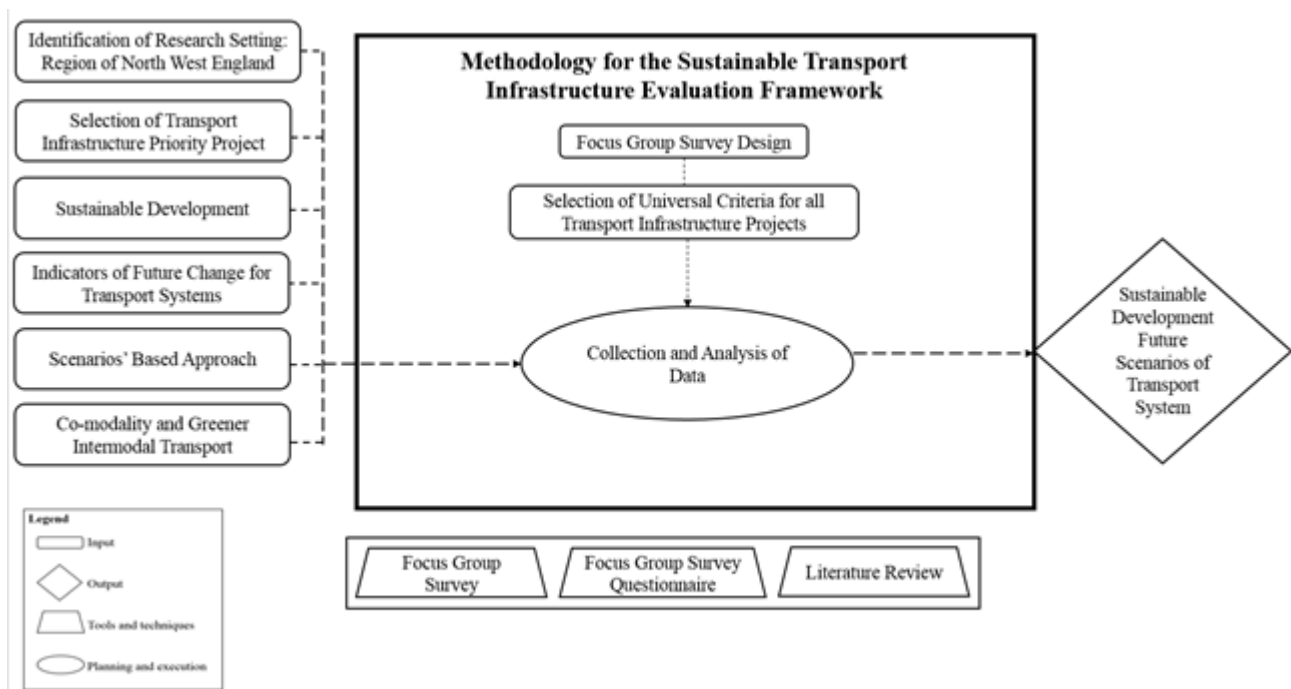 Identification of Research Setting:
Region of North West England
Selection of Transport
Infrastructure Priority Project
Sustainable Development
Indicators of Future Change for
Transport Systems
Scenarios' Based Approach
Co-modality and Greener
Intermodal Transport
Methodology for the Sustainable Transport
Infrastructure Evaluation Framework
Focus Group Survey Design
Selection of Universal Criteria for all
Transport Infrastructure Projects
Collection and Analysis of
Data
Sustainable
Development
Future
Scenarios of
Transport
System
Legend
Input
Output
Tools and techniques
Planning and execution
Focus Group
Survey
Focus Group Survey
Questionnaire
Literature Review